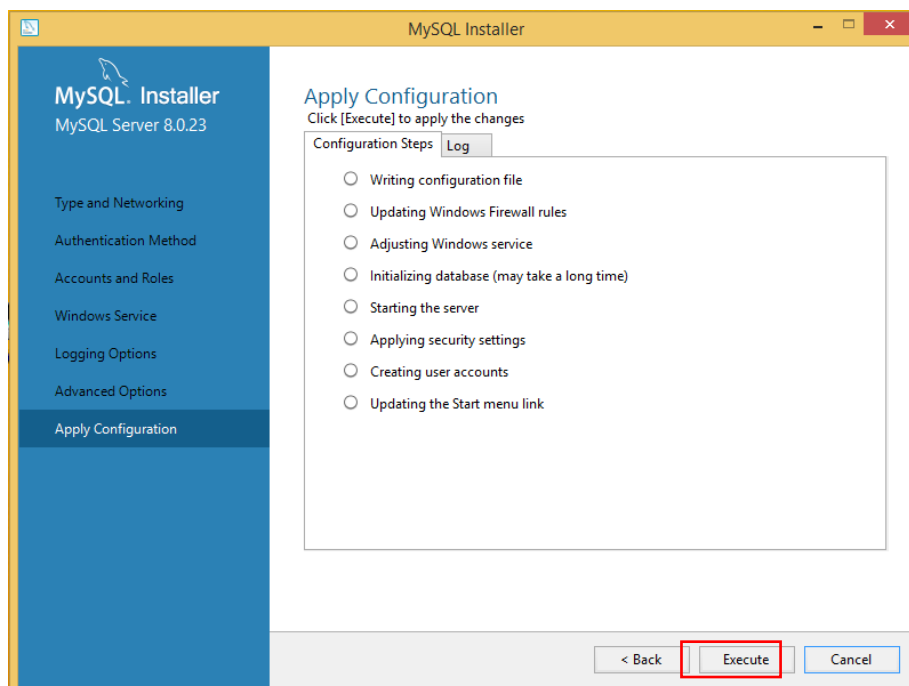 MySQL Installer
MySQL. Installer
MySQL Server 8.0.23
Type and Networking
Authentication Method
Accounts and Roles
Windows Service
Logging Options
Advanced Options
Apply Configuration
Apply Configuration
Click [Execute] to apply the changes
Configuration Steps Log
Writing configuration file
Updating Windows Firewall rules
Adjusting Windows service
Initializing database (may take a long time)
Starting the server
Applying security settings
Creating user accounts
Updating the Start menu link
< Back Execute Cancel